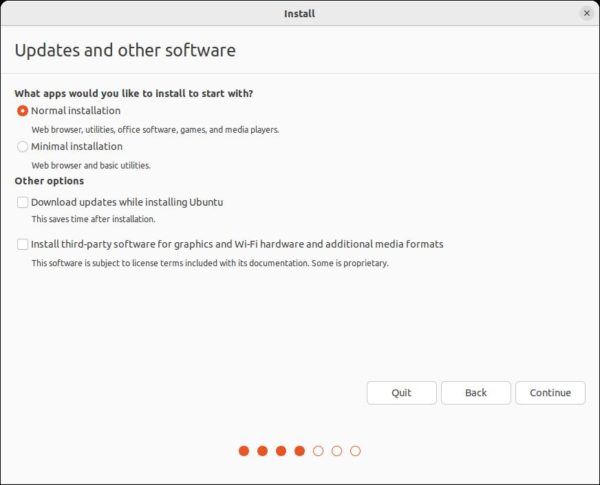 Install
Updates and other software
What apps would you like to install to start with?
Normal installation
Web browser, utilities, office software, games, and media players.
Minimal installation
Web browser and basic utilities.
Other options
Download updates while installing Ubuntu
This saves time after installation.
Install third-party software for graphics and Wi-Fi hardware and additional media formats
This software is subject to license terms included with its documentation. Some is proprietary.
Quit Back Continue